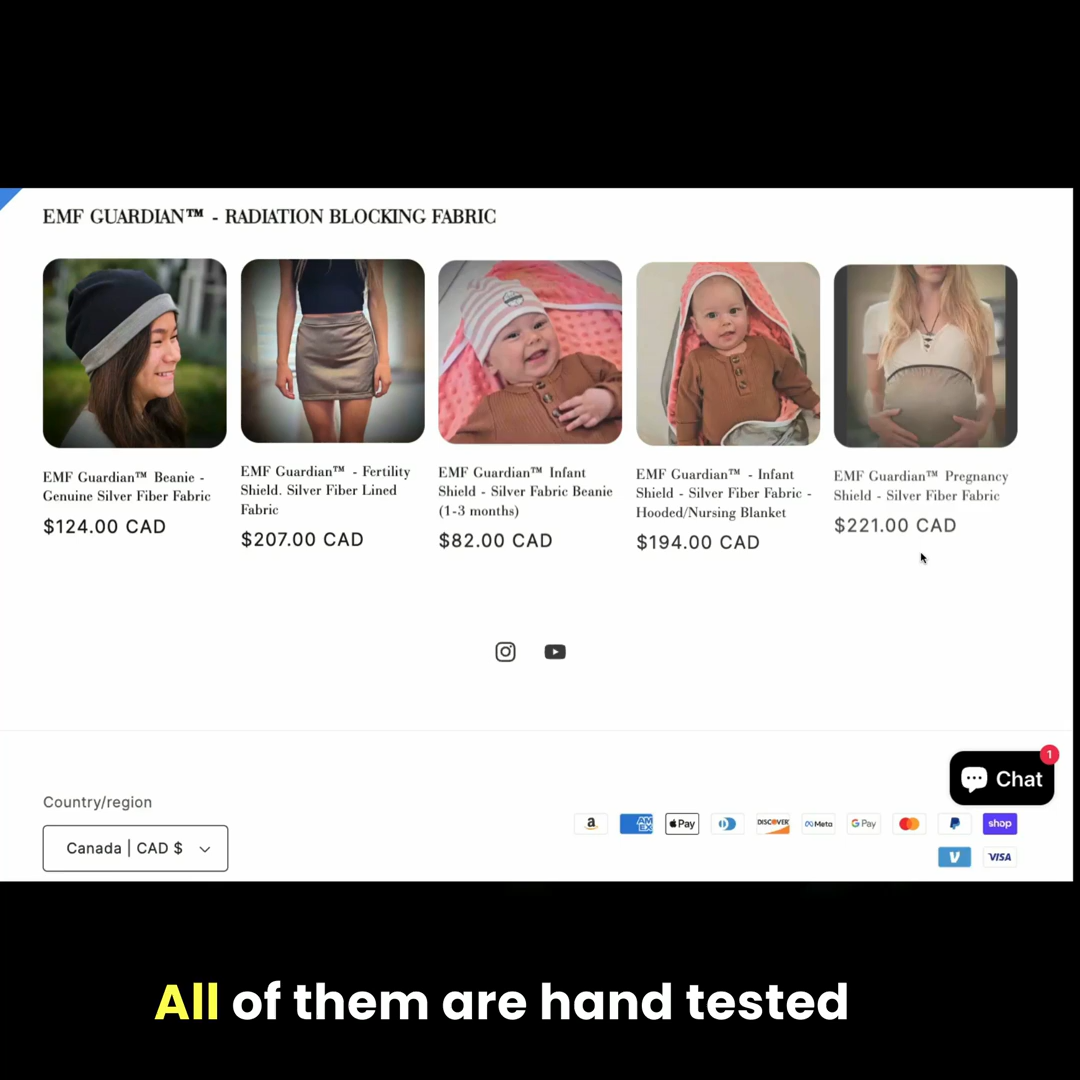 EMF GUARDIAN™ - RADIATION BLOCKING FABRIC
EMF Guardian™ Beanie -
Genuine Silver Fiber Fabric
$124.00 CAD
EMF Guardian™ - Fertility
Shield. Silver Fiber Lined
Fabric
$207.00 CAD
EMF Guardian™ Infant
Shield - Silver Fabric Beanie
(1-3 months)
$82.00 CAD
EMF Guardian™ - Infant
Shield - Silver Fiber Fabric -
Hooded/Nursing Blanket
$194.00 CAD
EMF Guardian™ Pregnancy
Shield - Silver Fiber Fabric
$221.00 CAD
1
Chat
Country/region
Canada | CAD $
a
AM
EX
Pay
DISCOVER
Meta
G Pay
shop
V
VISA
All of them are hand tested